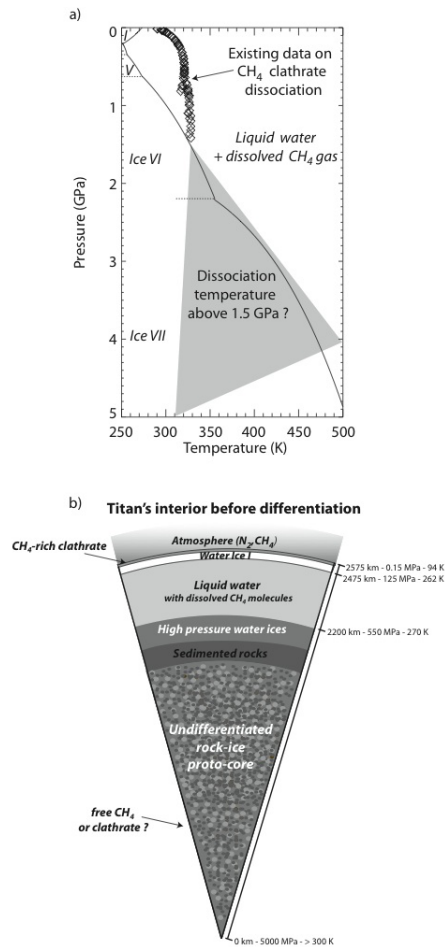 a)
0
I
V
Existing data on
CH4 clathrate
dissociation
1
Ice VI
Liquid water
+ dissolved CH4 gas
2
Pressure (GPa)
3
Dissociation
temperature
above 1.5 GPa ?
Ice VII
4
5
250 300 350 400 450 500
Temperature (K)
b)
Titan's interior before differentiation
CH4-rich clathrate
Atmosphere (N2,CH4)
Water Ice I
2575 km - 0.15 MPa - 94 K
2475 km - 125 MPa - 262 K
Liquid water
with dissolved CH4 molecules
High pressure water ices
2200 km - 550 MPa - 270 K
Sedimented rocks
Undifferentiated
rock-ice
proto-core
free CH4
or clathrate ?
0 km - 5000 MPa - > 300 K